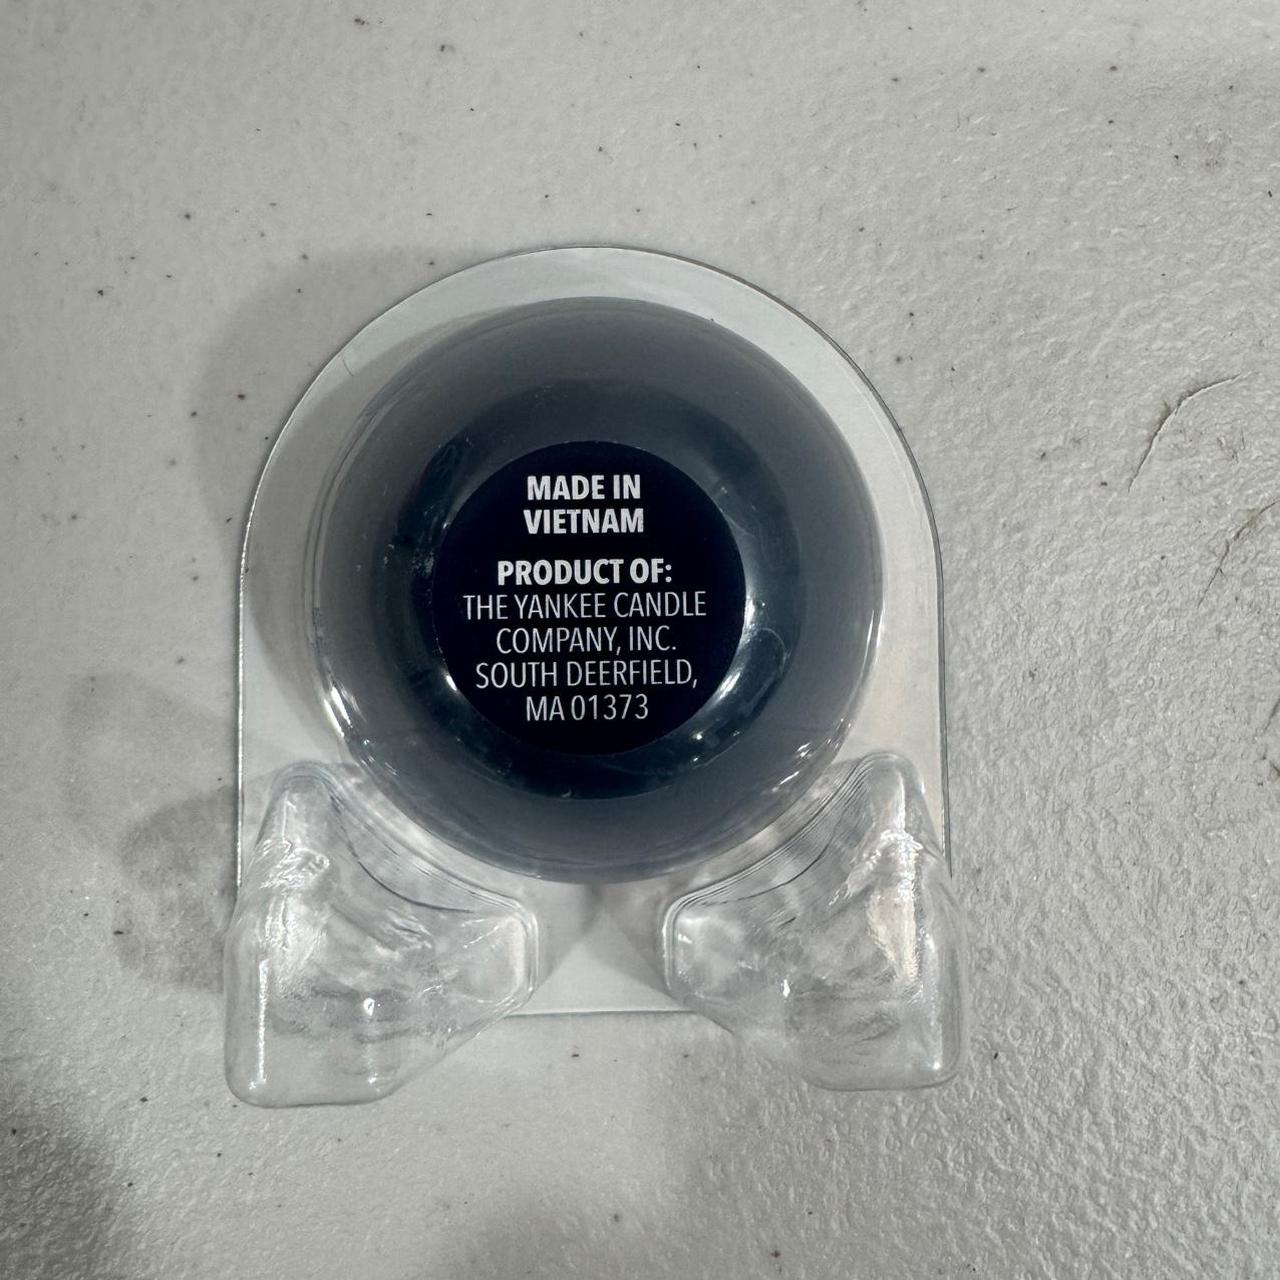 MADE IN
VIETNAM
PRODUCT OF:
THE YANKEE CANDLE
COMPANY, INC.
SOUTH DEERFIELD,
MA 01373